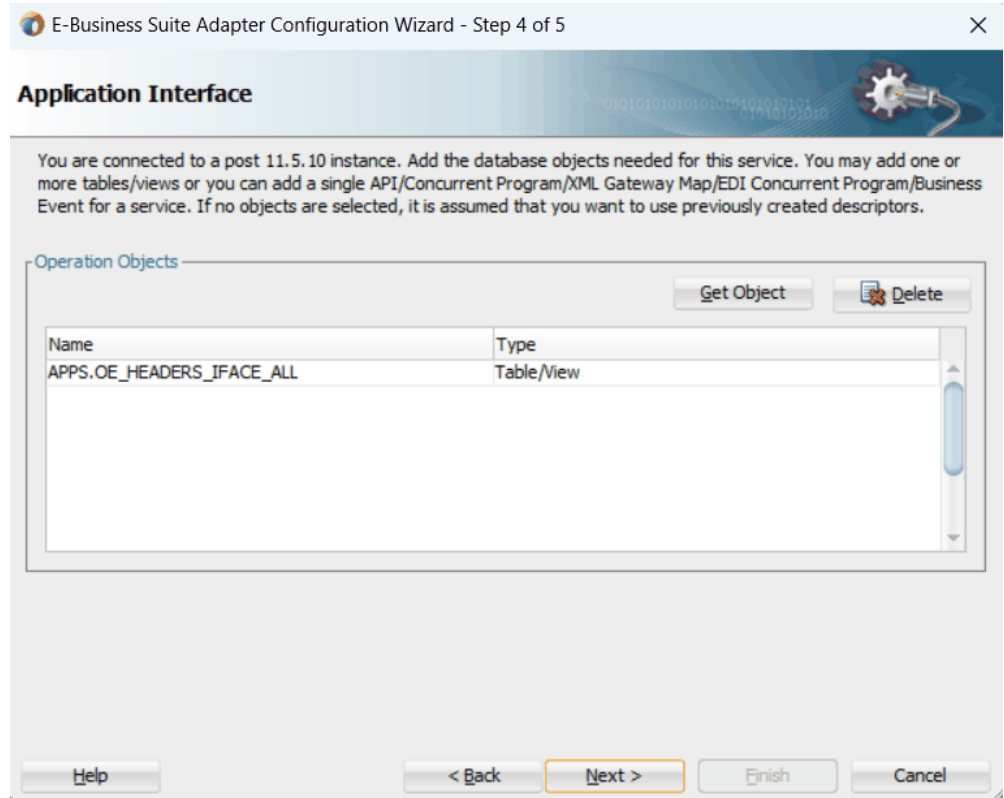 E-Business Suite Adapter Configuration Wizard - Step 4 of 5
Application Interface
You are connected to a post 11.5.10 instance. Add the database objects needed for this service. You may add one or
more tables/views or you can add a single API/Concurrent Program/XML Gateway Map/EDI Concurrent Program/Business
Event for a service. If no objects are selected, it is assumed that you want to use previously created descriptors.
Operation Objects
Get Object Delete
Name Type
APPS.OE_HEADERS_IFACE_ALL Table/View
Help < Back Next > Finish Cancel